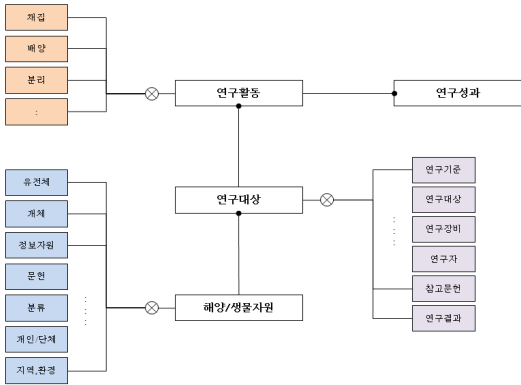 채집
배양
분리
:
연구활동
연구성과
유전체
개체
정보자원
문헌
분류
개인/단체
지역,환경
:
:
연구대상
해양/생물자원
연구기준
연구대상
연구장비
연구자
참고문헌
연구결과
:
: